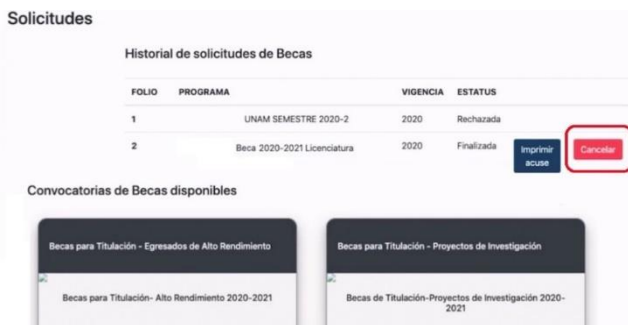 Solicitudes
Historial de solicitudes de Becas
FOLIO PROGRAMA VIGENCIA ESTATUS
1 UNAM SEMESTRE 2020-2 2020 Rechazada
2 Beca 2020-2021 Licenciatura 2020 Finalizada Imprimir acuse Cancelar
Convocatorias de Becas disponibles
Becas para Titulación - Egresados de Alto Rendimiento Becas para Titulación - Proyectos de Investigación
Becas para Titulación- Alto Rendimiento 2020-2021 Becas de Titulación-Proyectos de Investigación 2020-
2021